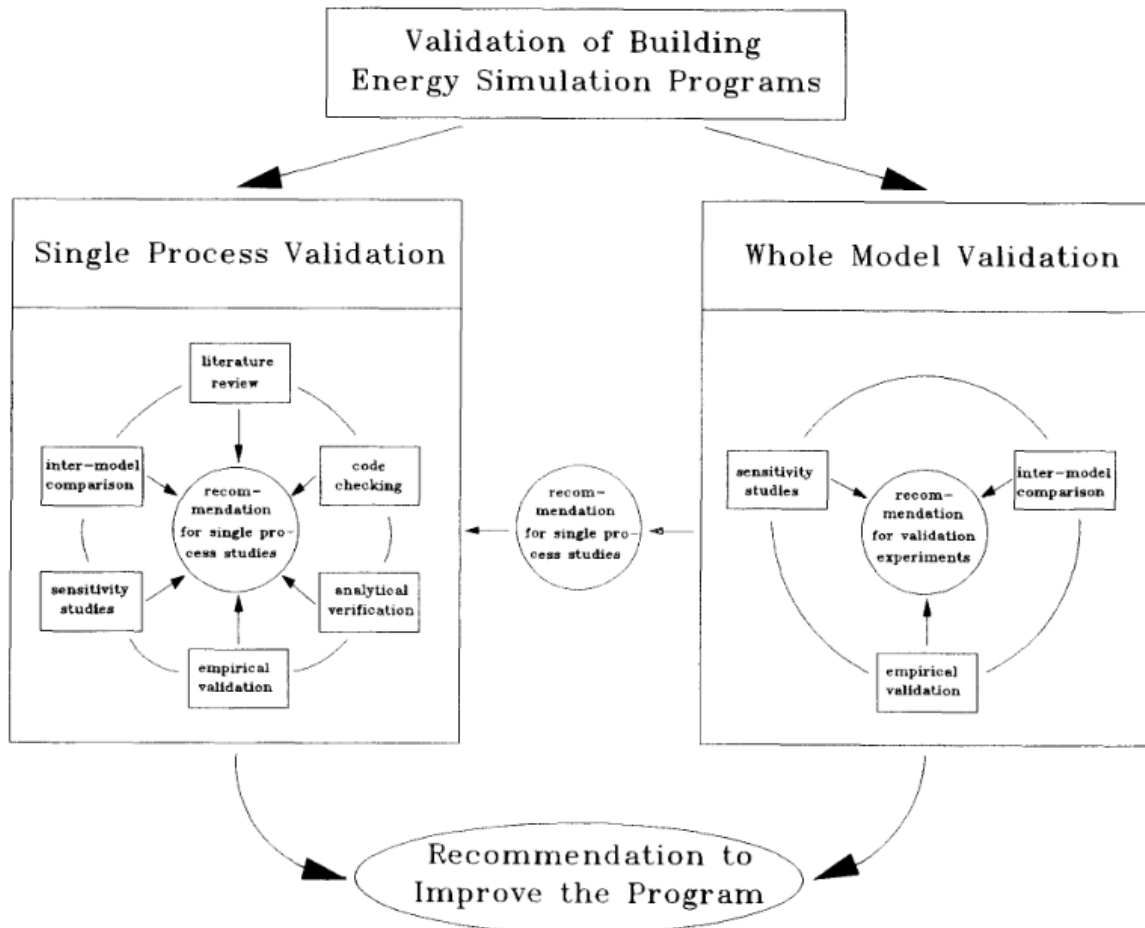 Validation of Building
Energy Simulation Programs
Single Process Validation
literature
review
inter-model
comparison
code
checking
recom-
mendation
for single pro-
cess studies
sensitivity
studies
analytical
verification
empirical
validation
recom-
mendation
for single pro-
cess studies
Whole Model Validation
sensitivity
studies
inter-model
comparison
recom-
mendation
for validation
experiments
empirical
validation
Recommendation to
Improve the Program